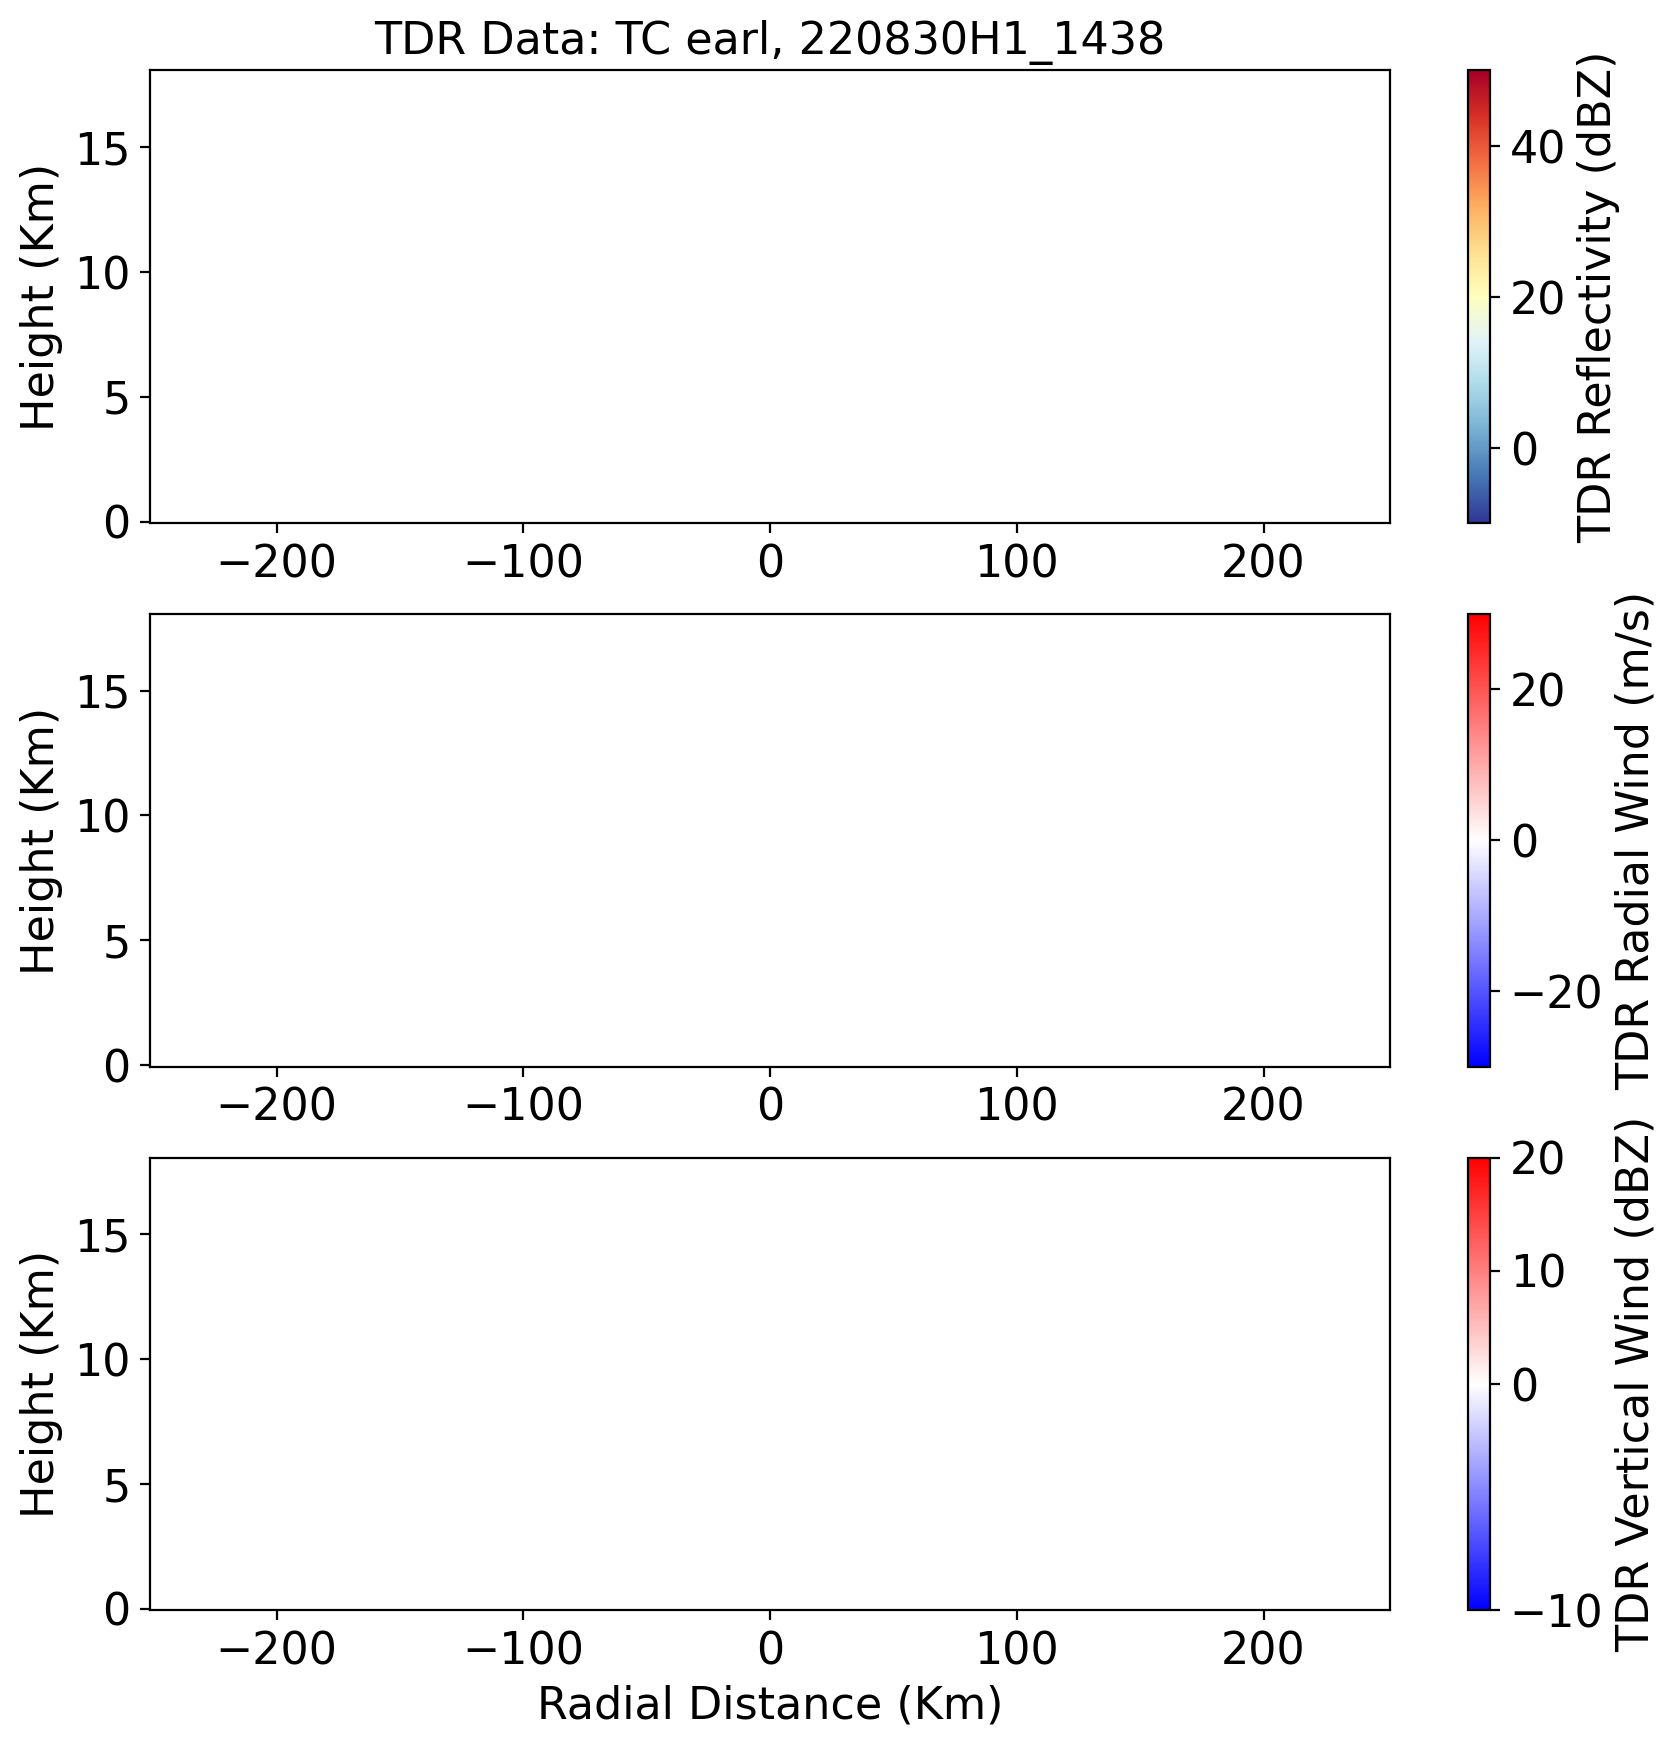 TDR Data: TC earl, 220830H1_1438
Height (Km)
15
10
5
0
−200 −100 0 100 200
40
20
0
TDR Reflectivity (dBZ)
Height (Km)
15
10
5
0
−200 −100 0 100 200
20
0
−20
TDR Radial Wind (m/s)
Height (Km)
15
10
5
0
−200 −100 0 100 200
Radial Distance (Km)
20
10
0
−10
TDR Vertical Wind (dBZ)